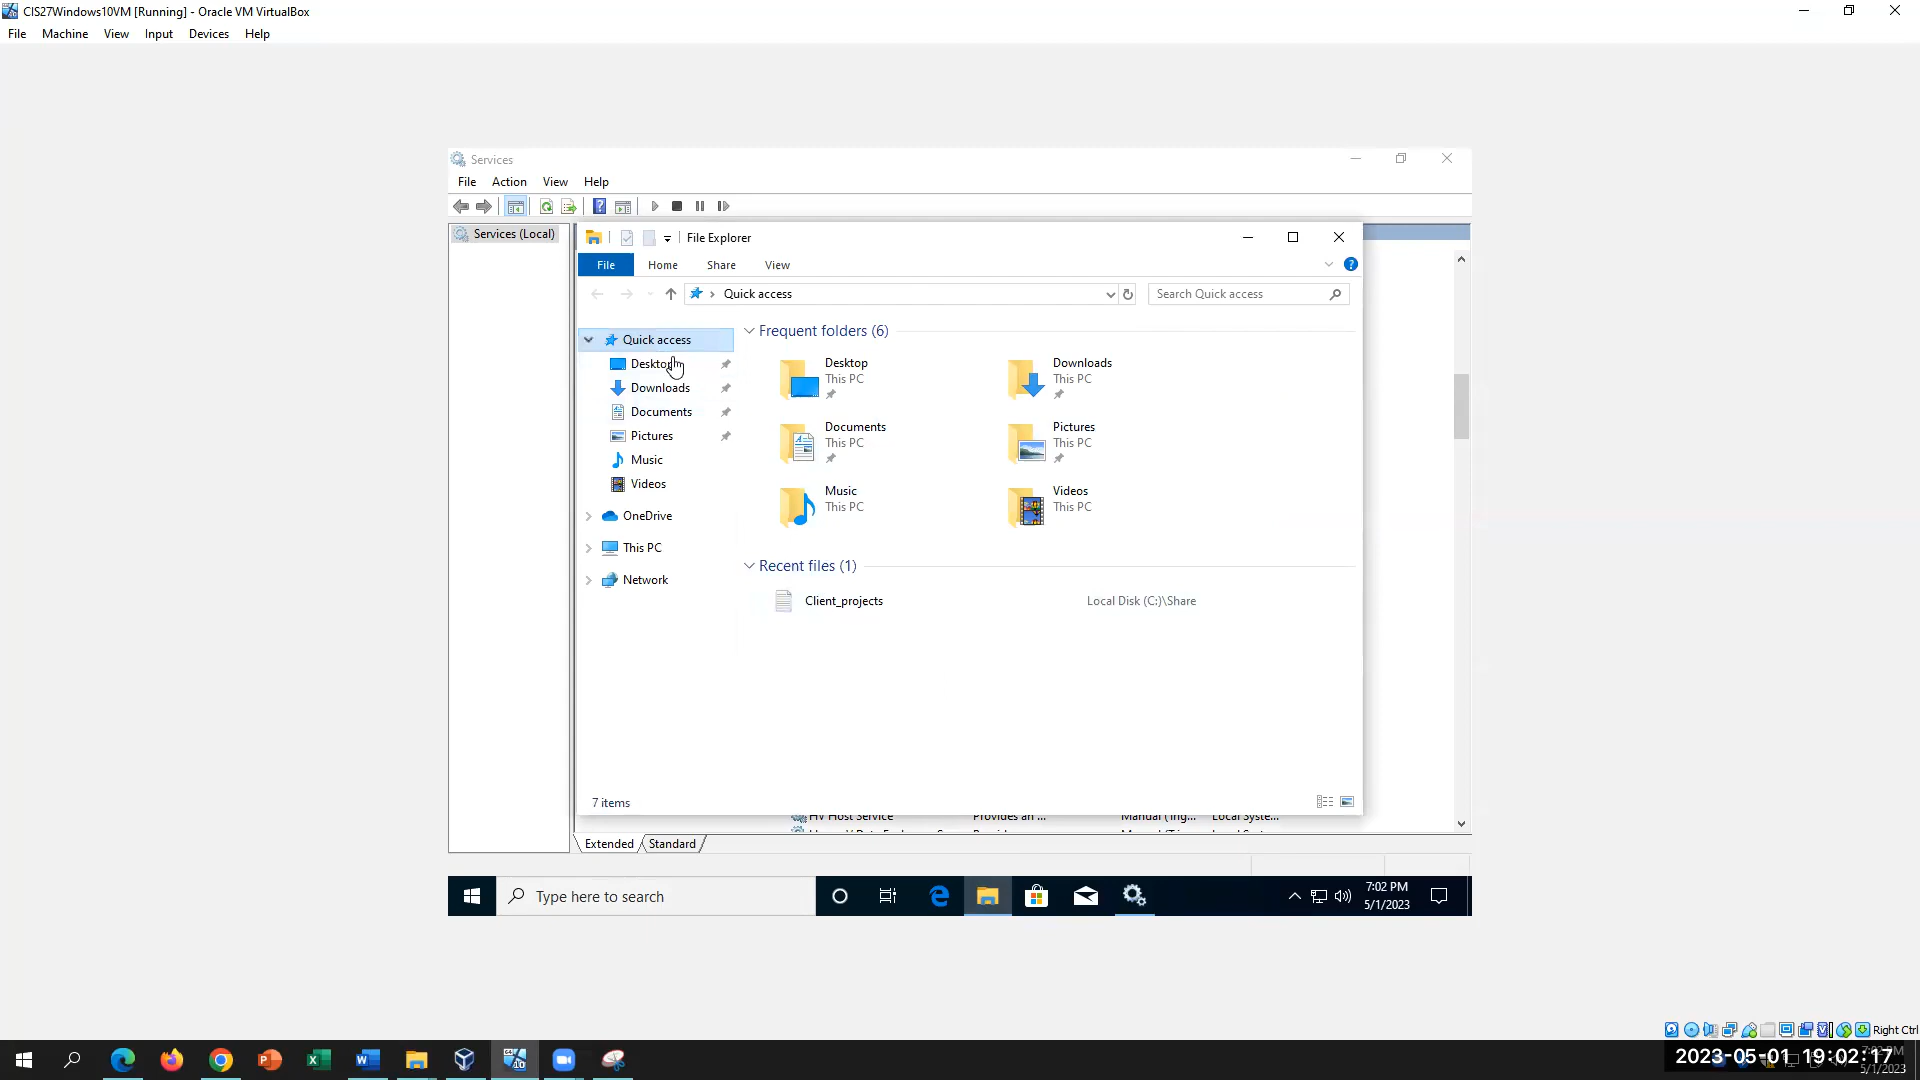 CIS27Windows10VM [Running] - Oracle VM VirtualBox
File Machine View Input Devices Help
Services
File Action View Help
Services (Local)
File Explorer
File Home Share View
Quick access
Search Quick access
Quick access
Desktop
Downloads
Documents
Pictures
Music
Videos
OneDrive
This PC
Network
Frequent folders (6)
Desktop
This PC
Downloads
This PC
Documents
This PC
Pictures
This PC
Music
This PC
Videos
This PC
Recent files (1)
Client_projects Local Disk (C:)\Share
7 items
HV Host Service Provides an ... Manual (Trig... Local Syste...
Extended Standard
Type here to search
7:02 PM
5/1/2023
Right Ctrl
2023-05-01 19:02:17
5/1/2023